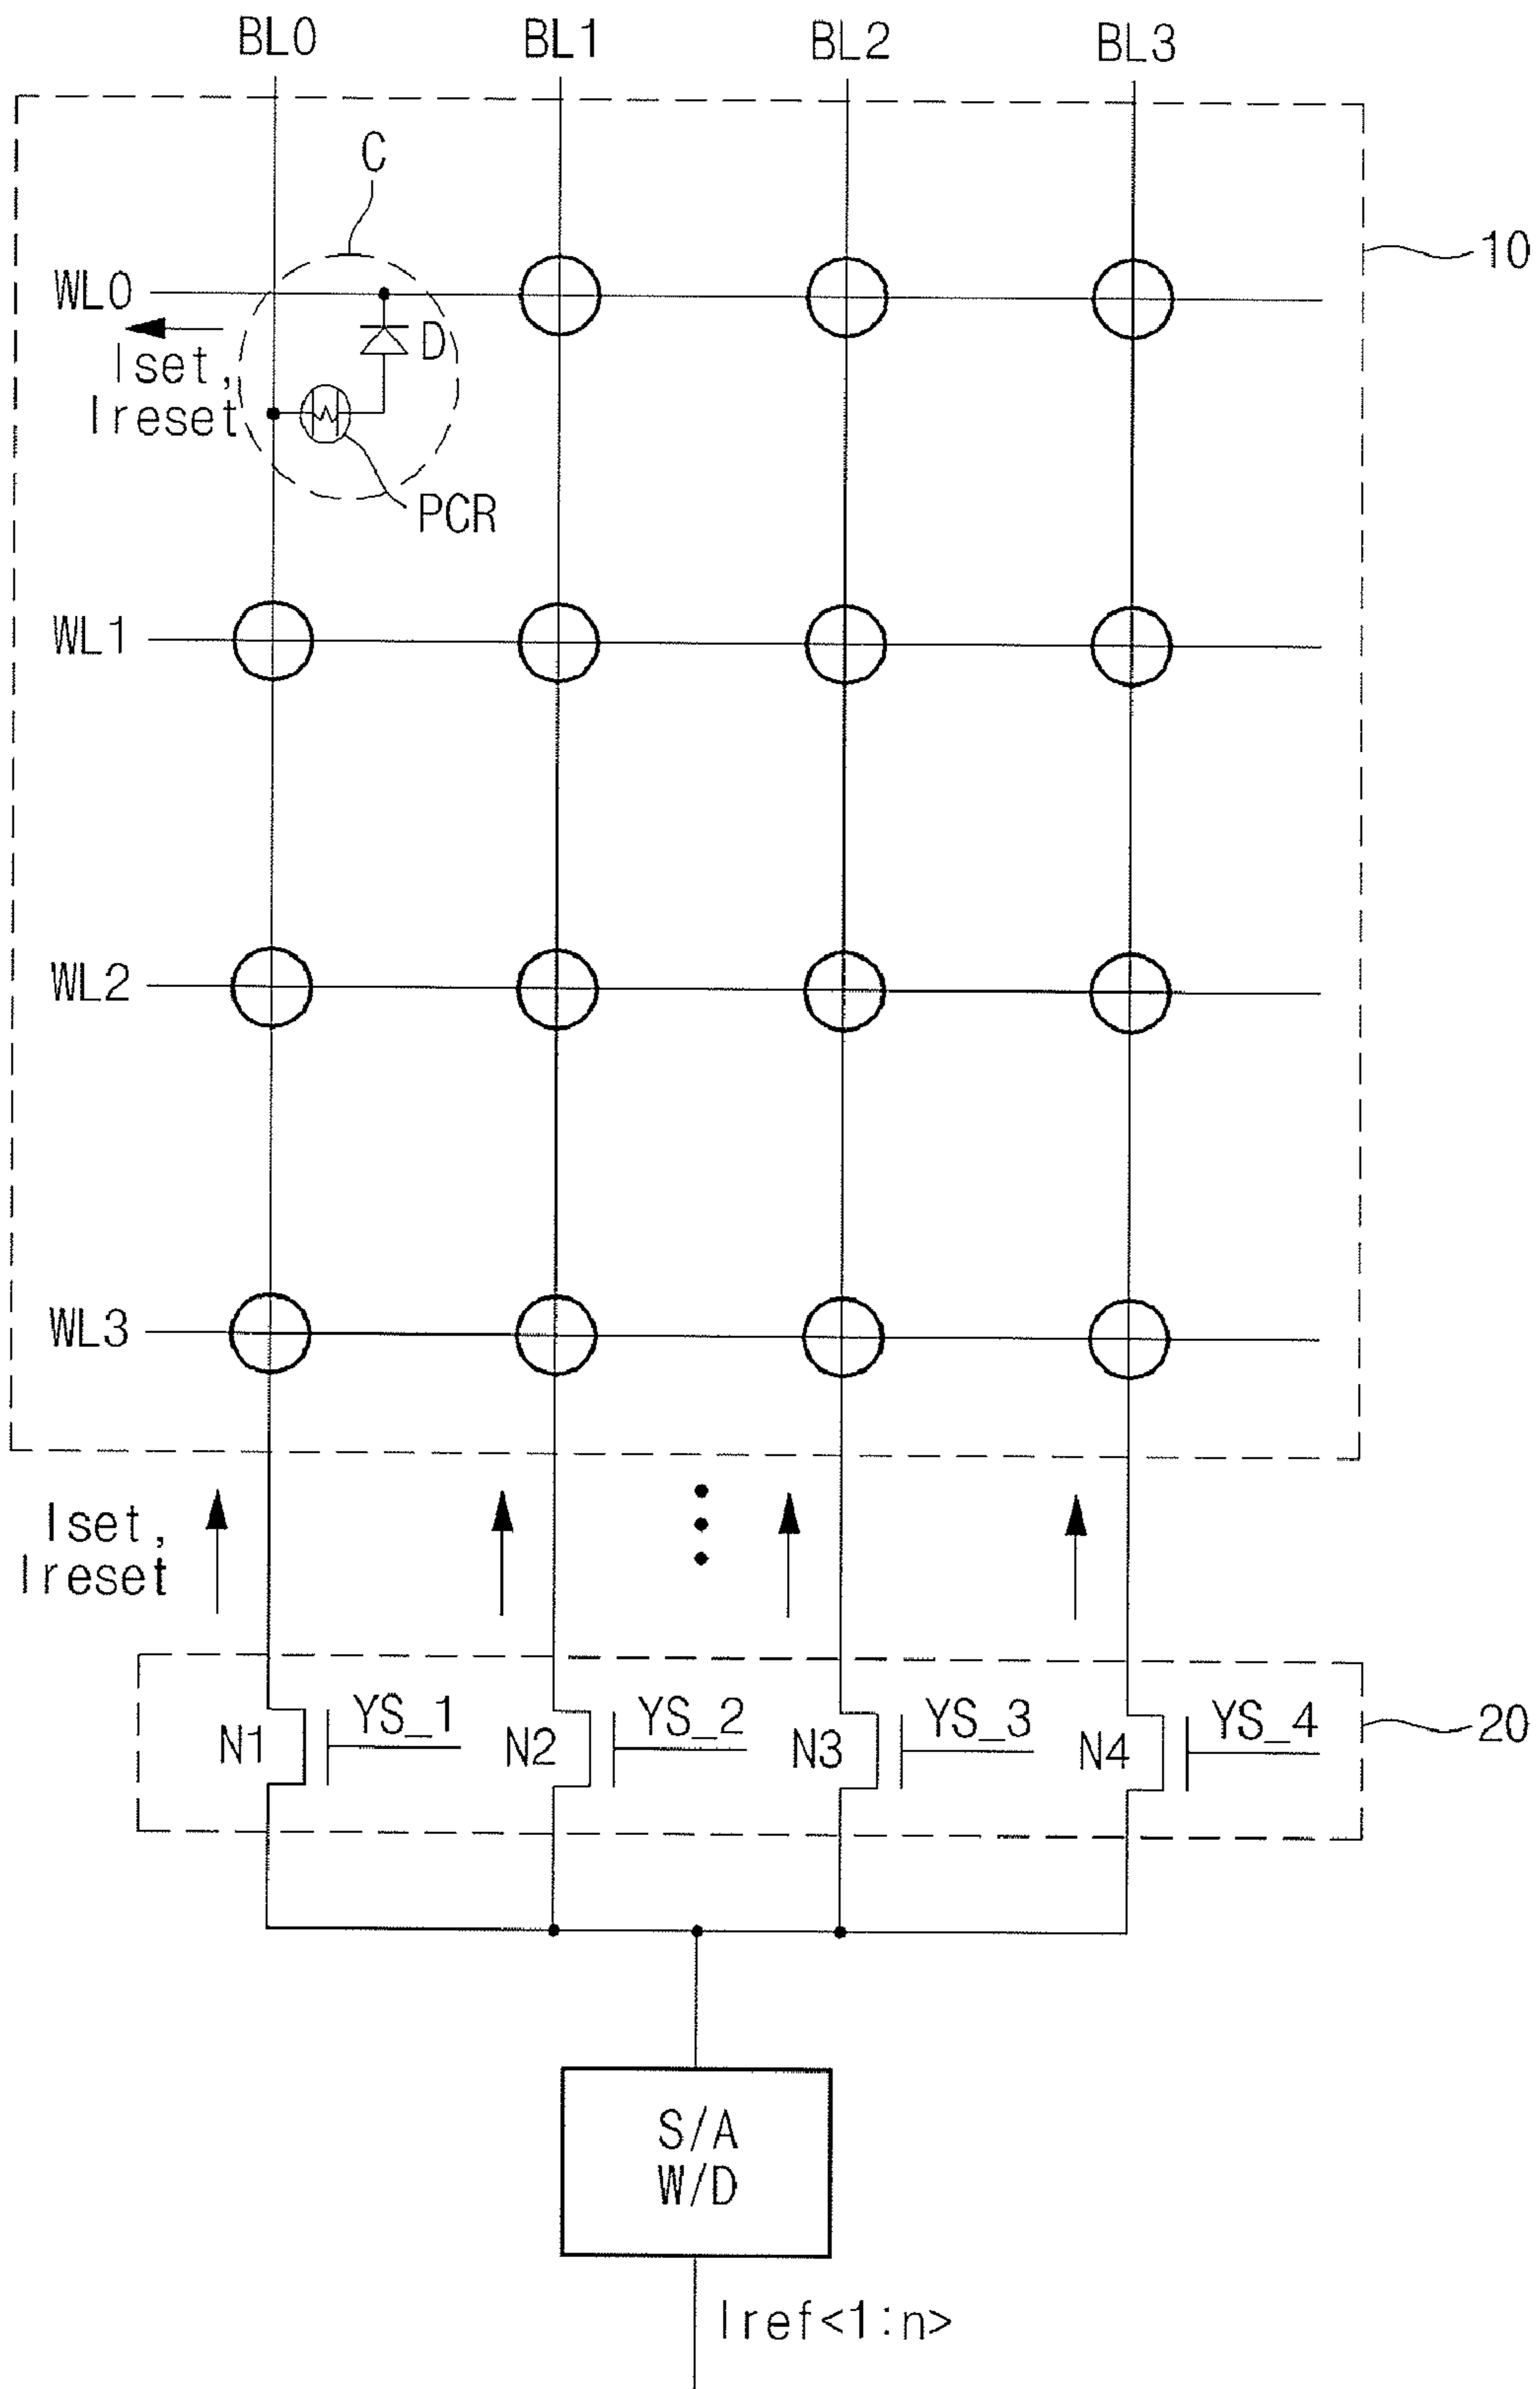 BL0 BL1 BL2 BL3
C
10
WL0
D
Iset,
Ireset
PCR
WL1
WL2
WL3
Iset,
Ireset
N1 YS_1 N2 YS_2 N3 YS_3 N4 YS_4 20
S/A
W/D
Iref<1:n>